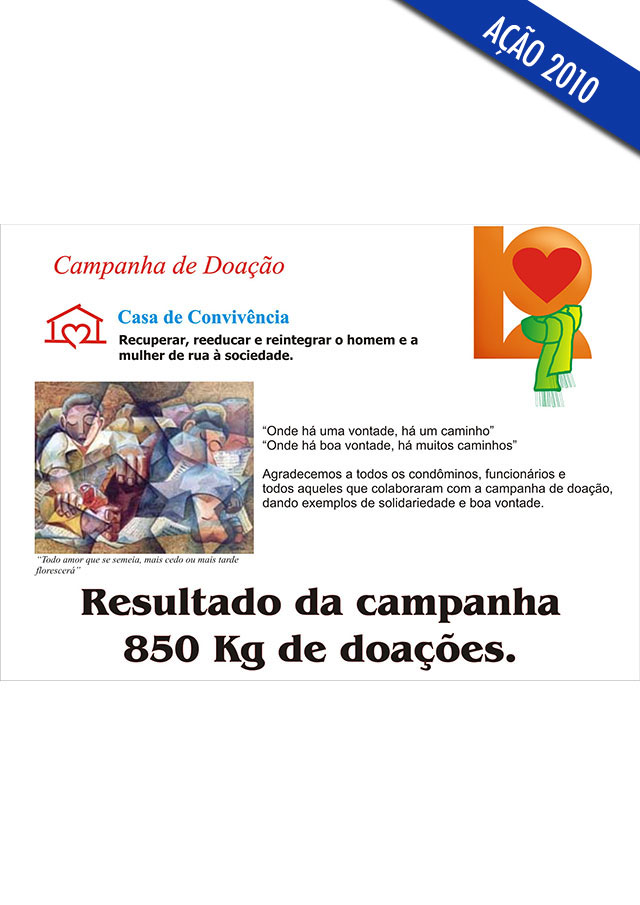 AÇÃO 2010
Campanha de Doação
Casa de Convivência
Recuperar, reeducar e reintegrar o homem e a
mulher de rua à sociedade.
“Onde há uma vontade, há um caminho”
“Onde há boa vontade, há muitos caminhos”
Agradecemos a todos os condôminos, funcionários e
todos aqueles que colaboraram com a campanha de doação,
dando exemplos de solidariedade e boa vontade.
“Todo amor que se semeia, mais cedo ou mais tarde
florescerá”
Resultado da campanha
850 Kg de doações.